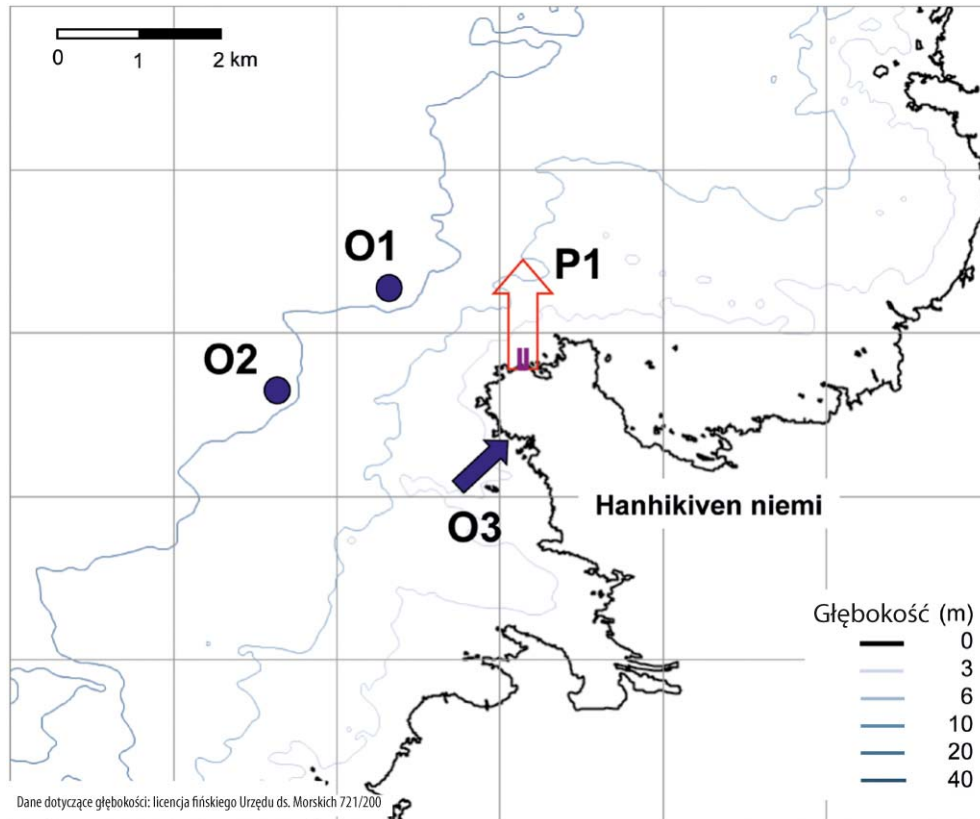 0 1 2 km
O1
P1
O2
O3
Hanhikiven niemi
Głębokość (m)
0
3
6
10
20
40
Dane dotyczące głębokości: licencja fińskiego Urzędu ds. Morskich 721/200